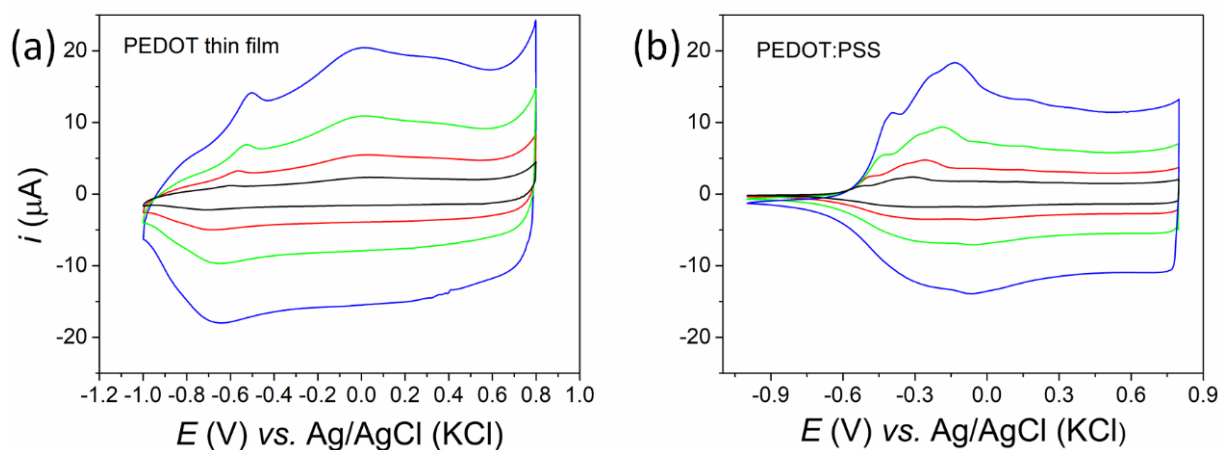 (a)
PEDOT thin film
20
10
0
-10
-20
i (μA)
-1.2 -1.0 -0.8 -0.6 -0.4 -0.2 0.0 0.2 0.4 0.6 0.8 1.0
E (V) vs. Ag/AgCl (KCl)
(b)
PEDOT:PSS
20
10
0
-10
-20
-0.9 -0.6 -0.3 0.0 0.3 0.6 0.9
E (V) vs. Ag/AgCl (KCl)